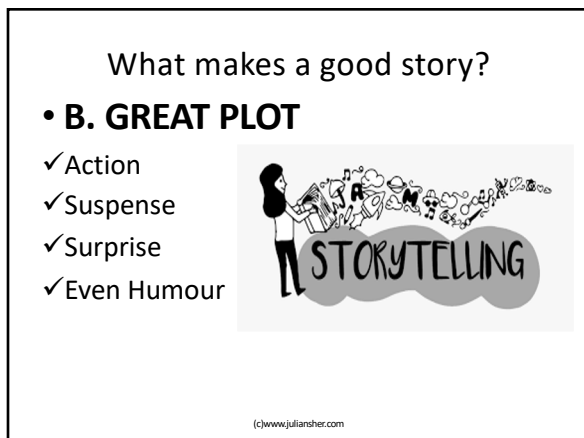 What makes a good story?
• B. GREAT PLOT
✓Action
✓Suspense
✓Surprise
✓Even Humour
STORYTELLING
(c)www.juliansher.com